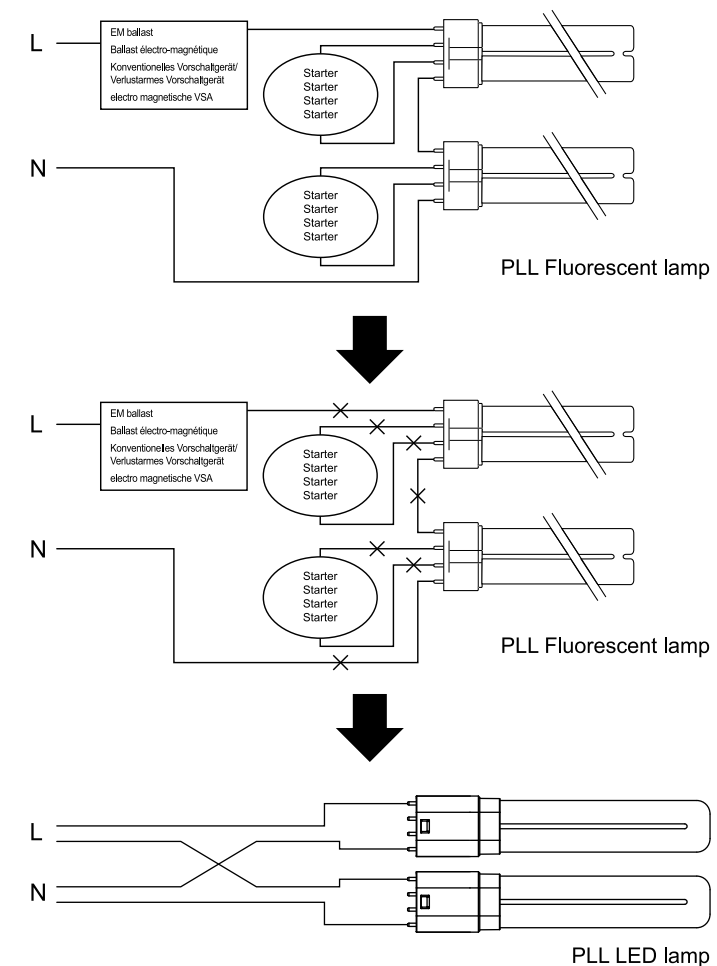 L
EM ballast
Ballast électro-magnétique
Konventionelles Vorschaltgerät/
Verlustarmes Vorschaltgerät
electro magnetische VSA
Starter
Starter
Starter
Starter
N
Starter
Starter
Starter
Starter
PLL Fluorescent lamp
L
EM ballast
Ballast électro-magnétique
Konventionelles Vorschaltgerät/
Verlustarmes Vorschaltgerät
electro magnetische VSA
Starter
Starter
Starter
Starter
N
Starter
Starter
Starter
Starter
PLL Fluorescent lamp
L
N
PLL LED lamp